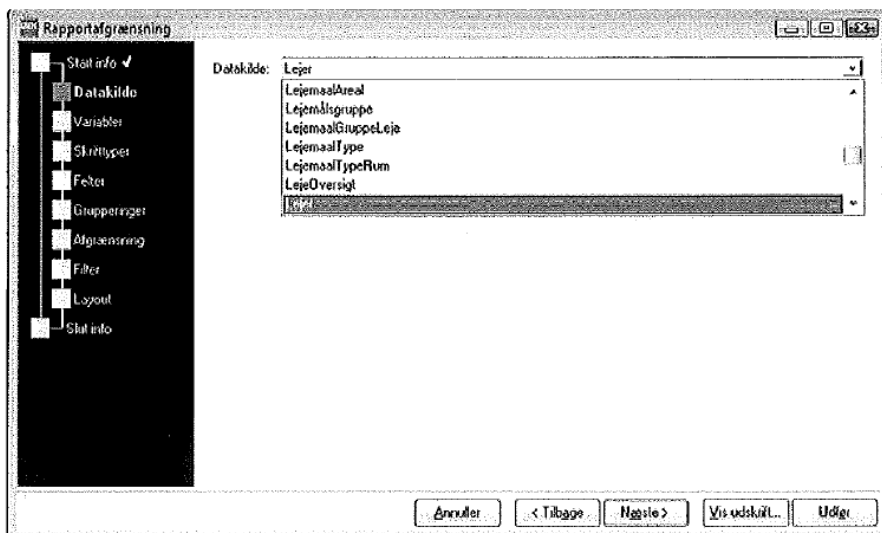 Rapportafgrænsning
Start info
Datakilde
Variabler
Skrifttyper
Felter
Grupperinger
Afgrænsning
Filter
Layout
Slut info
Datakilde: Lejer
LejemaalAreal
Lejemålsgruppe
LejemaalGruppeLeje
LejemaalType
LejemaalTypeRum
LejeOversigt
Lejer
Annuller < Tilbage Næste > Vis udskrift... Udfør